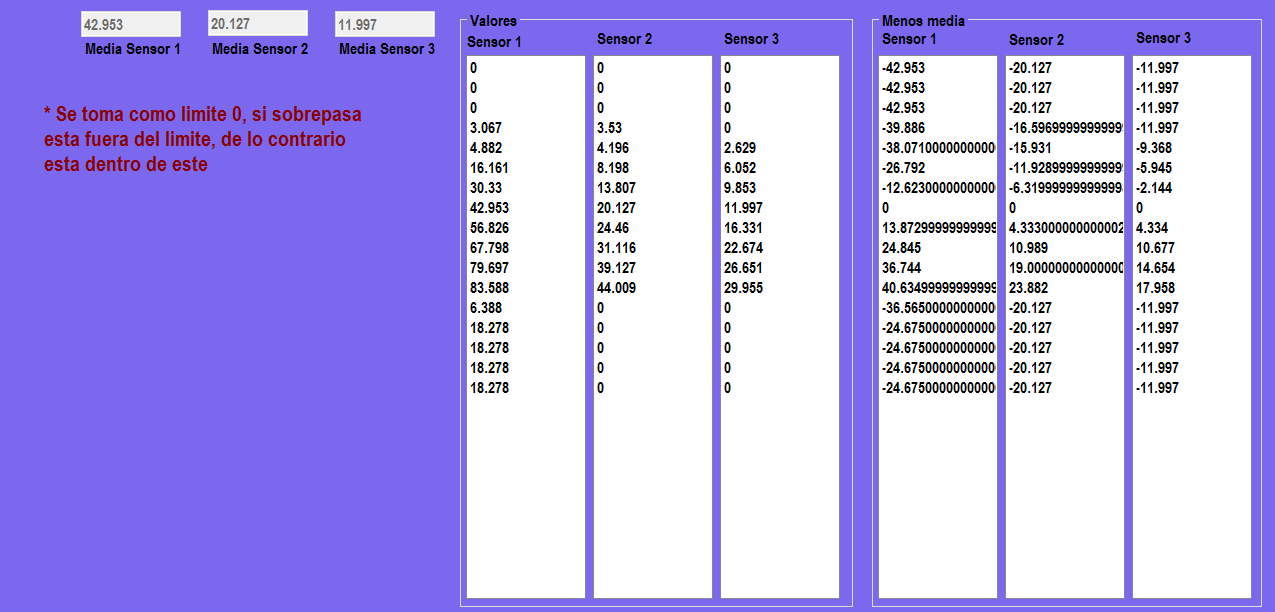 42.953 20.127 11.997
Media Sensor 1 Media Sensor 2 Media Sensor 3
* Se toma como limite 0, si sobrepasa
esta fuera del limite, de lo contrario
esta dentro de este
Valores
Sensor 1 Sensor 2 Sensor 3
0 0 0
0 0 0
0 0 0
3.067 3.53 0
4.882 4.196 2.629
16.161 8.198 6.052
30.33 13.807 9.853
42.953 20.127 11.997
56.826 24.46 16.331
67.798 31.116 22.674
79.697 39.127 26.651
83.588 44.009 29.955
6.388 0 0
18.278 0 0
18.278 0 0
18.278 0 0
18.278 0 0
Menos media
Sensor 1 Sensor 2 Sensor 3
-42.953 -20.127 -11.997
-42.953 -20.127 -11.997
-42.953 -20.127 -11.997
-39.886 -16.5969999999999 -11.997
-38.0710000000000 -15.931 -9.368
-26.792 -11.9289999999999 -5.945
-12.6230000000000 -6.31999999999999 -2.144
0 0 0
13.8729999999999 4.333000000000002 4.334
24.845 10.989 10.677
36.744 19.0000000000000 14.654
40.6349999999999 23.882 17.958
-36.5650000000000 -20.127 -11.997
-24.6750000000000 -20.127 -11.997
-24.6750000000000 -20.127 -11.997
-24.6750000000000 -20.127 -11.997
-24.6750000000000 -20.127 -11.997